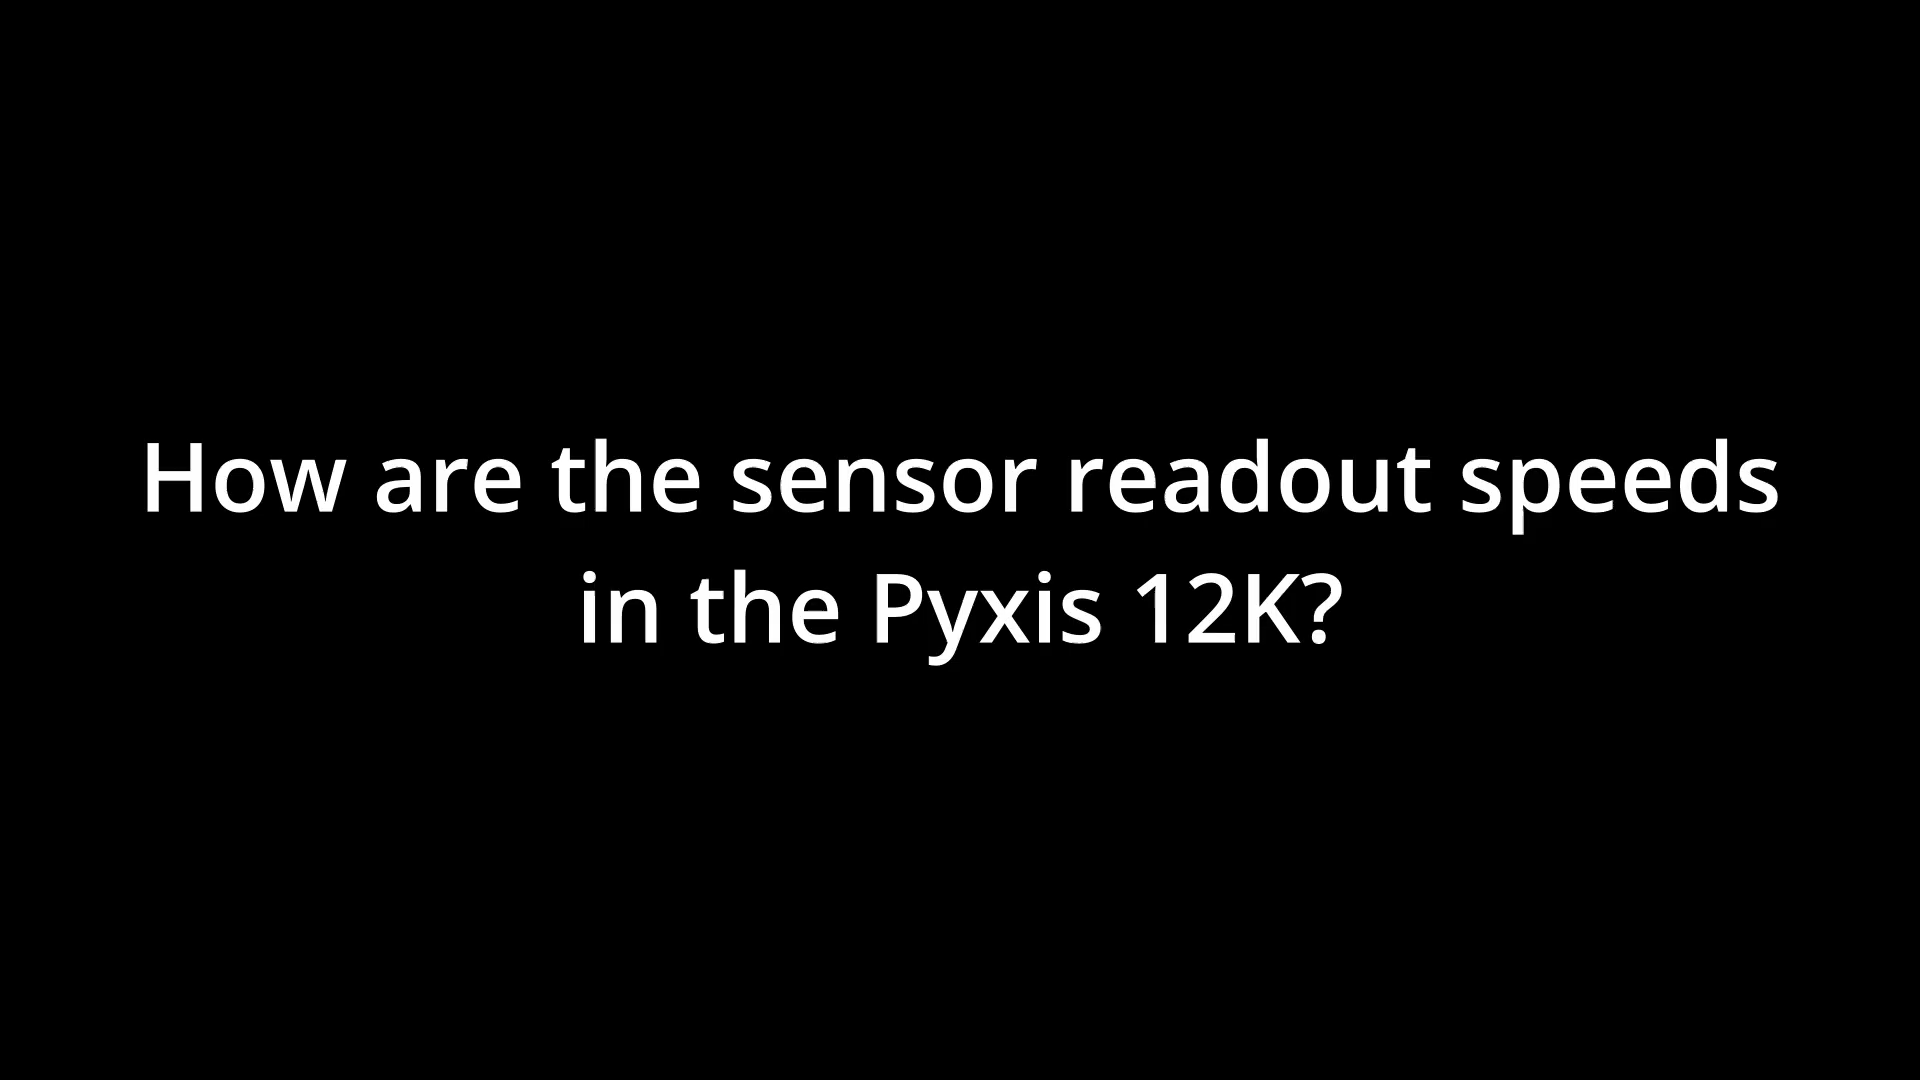 How are the sensor readout speeds
in the Pyxis 12K?